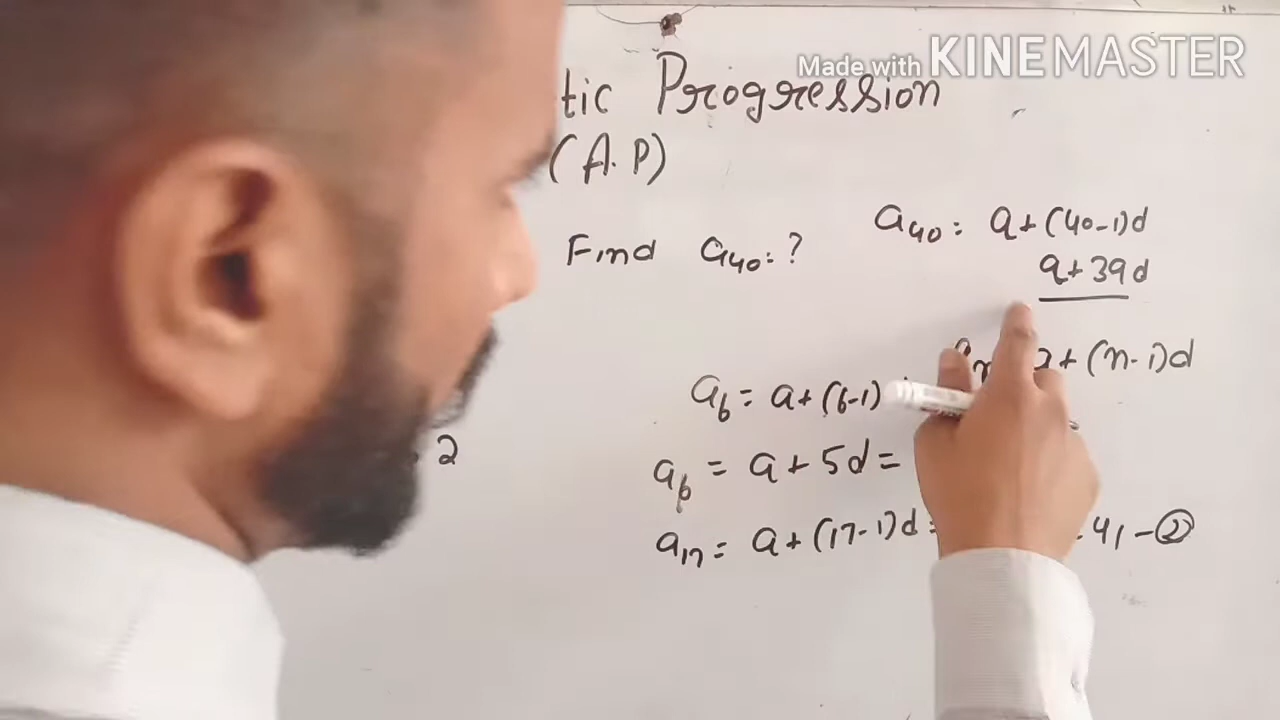 Made with KINEMASTER
tic Progression
(A.P)
Find a40 = ?
a40 = a+(40-1)d
a+39d
a+(n-1)d
a6 = a+(6-1)
2
a6 = a+5d=
a17 = a+(17-1)d= 41-②